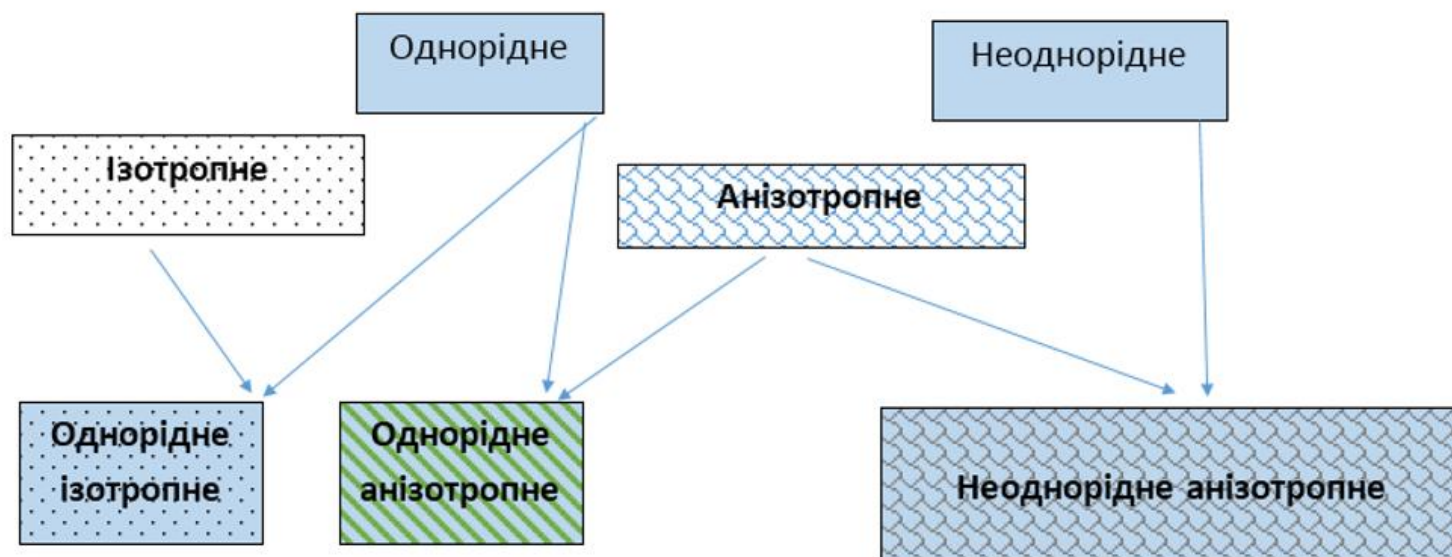 Однорідне
Неоднорідне
Ізотропне
Анізотропне
Однорідне
ізотропне
Однорідне
анізотропне
Неоднорідне анізотропне